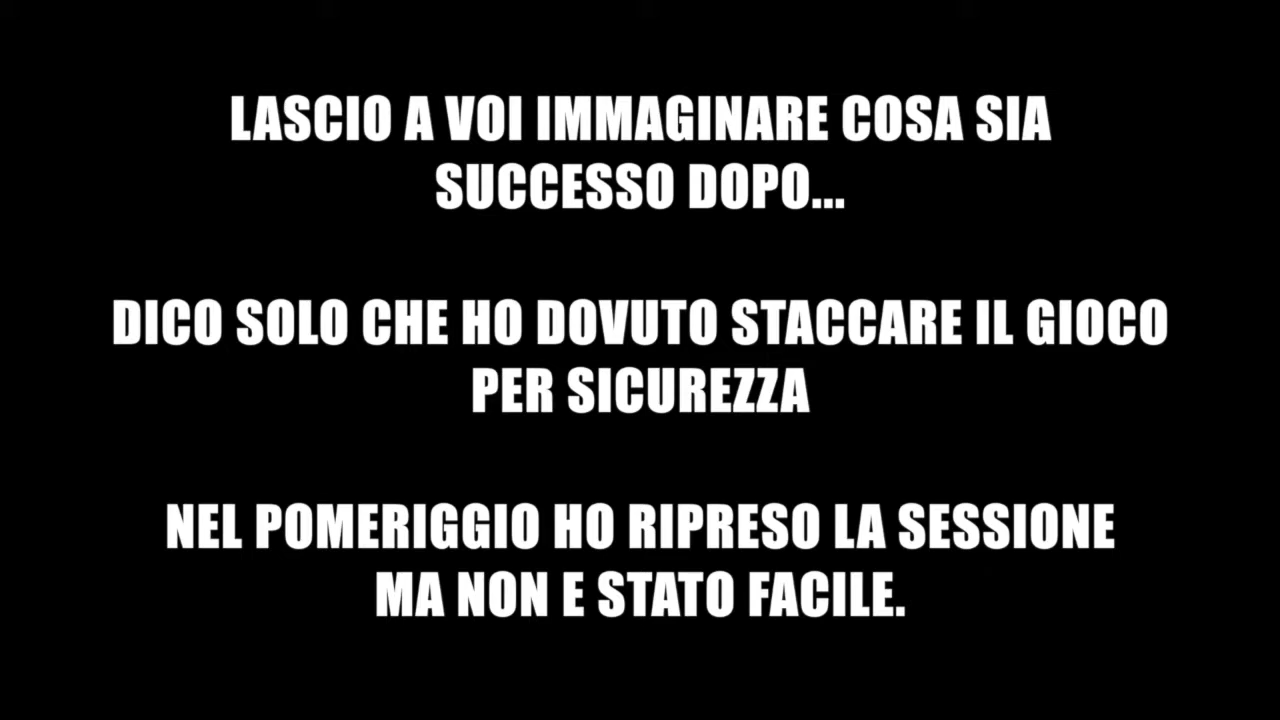 LASCIO A VOI IMMAGINARE COSA SIA
SUCCESSO DOPO...
DICO SOLO CHE HO DOVUTO STACCARE IL GIOCO
PER SICUREZZA
NEL POMERIGGIO HO RIPRESO LA SESSIONE
MA NON E STATO FACILE.